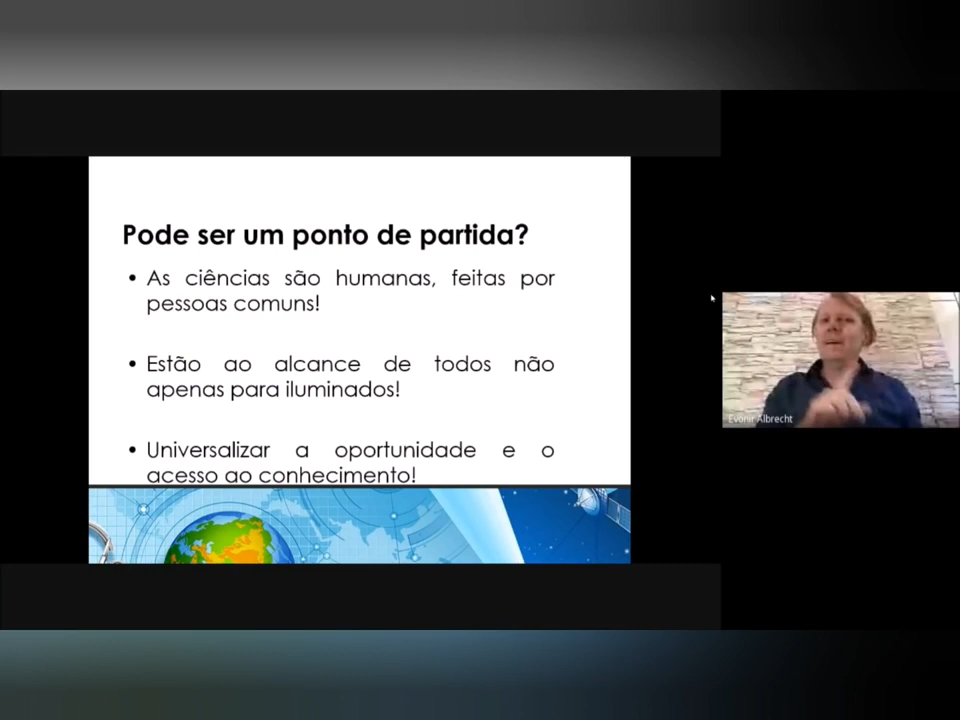 Pode ser um ponto de partida?
• As ciências são humanas, feitas por
pessoas comuns!
• Estão ao alcance de todos não
apenas para iluminados!
• Universalizar a oportunidade e o
acesso ao conhecimento!
Evonir Albrecht